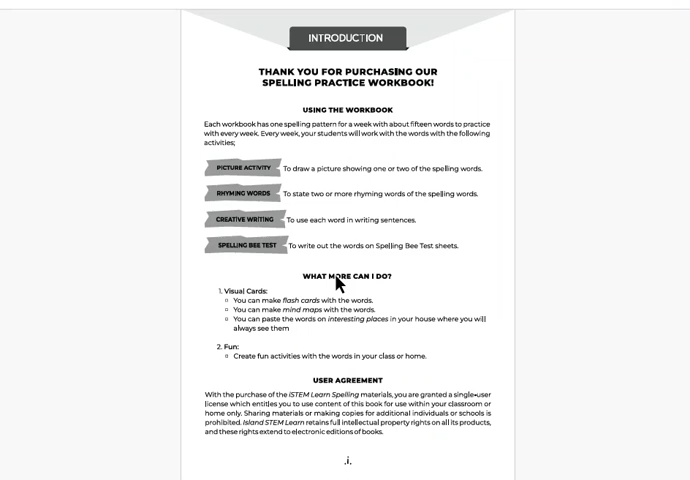 INTRODUCTION
THANK YOU FOR PURCHASING OUR
SPELLING PRACTICE WORKBOOK!
USING THE WORKBOOK
Each workbook has one spelling pattern for a week with about fifteen words to practice
with every week. Every week, your students will work with the words with the following
activities;
PICTURE ACTIVITY To draw a picture showing one or two of the spelling words.
RHYMING WORDS To state two or more rhyming words of the spelling words.
CREATIVE WRITING To use each word in writing sentences.
SPELLING BEE TEST To write out the words on Spelling Bee Test sheets.
WHAT MORE CAN I DO?
1. Visual Cards:
You can make flash cards with the words.
You can make mind maps with the words.
You can paste the words on interesting places in your house where you will
always see them
2. Fun:
Create fun activities with the words in your class or home.
USER AGREEMENT
With the purchase of the iSTEM Learn Spelling materials, you are granted a single-user
license which entitles you to use content of this book for use within your classroom or
home only. Sharing materials or making copies for additional individuals or schools is
prohibited. Island STEM Learn retains full intellectual property rights on all its products,
and these rights extend to electronic editions of books.
.i.